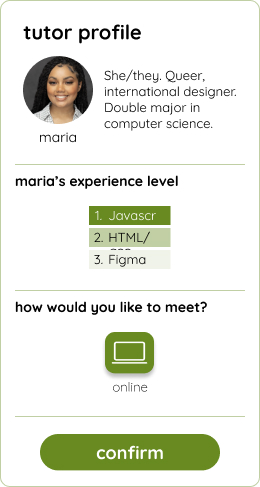 tutor profile
She/they. Queer,
international designer.
Double major in
computer science.
maria
maria's experience level
1. Javascr
2. HTML/
3. Figma
how would you like to meet?
online
confirm